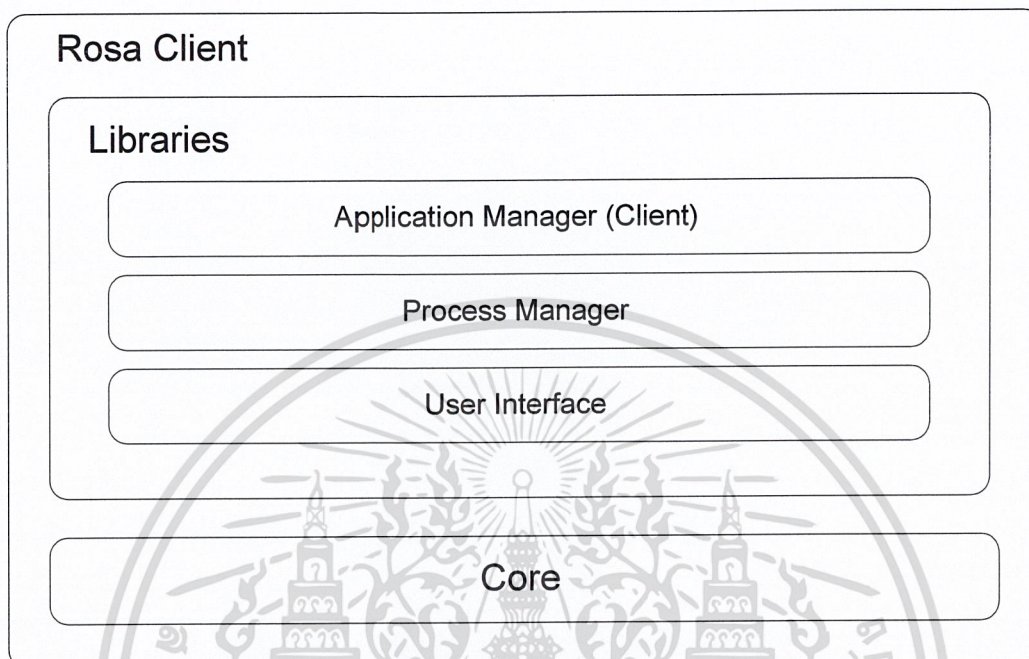 Rosa Client
Libraries
Application Manager (Client)
Process Manager
User Interface
Core